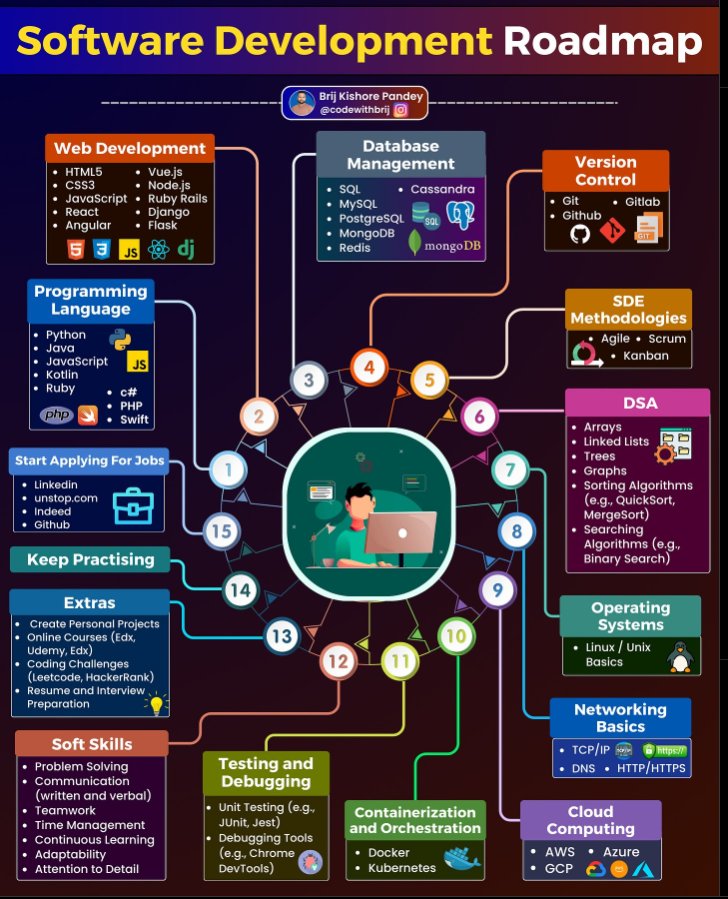 Software Development Roadmap
Brij Kishore Pandey
@codewithbrij
Web Development
HTML5
CSS3
JavaScript
React
Angular
Vue.js
Node.js
Ruby Rails
Django
Flask
JS
dj
Database
Management
SQL
MySQL
PostgreSQL
MongoDB
Redis
Cassandra
SQL
mongoDB
Version
Control
Git
Github
Gitlab
GIT
Programming
Language
Python
Java
JavaScript
Kotlin
Ruby
c#
PHP
Swift
JS
php
SDE
Methodologies
Agile
Scrum
Kanban
DSA
Arrays
Linked Lists
Trees
Graphs
Sorting Algorithms
(e.g., QuickSort,
MergeSort)
Searching
Algorithms (e.g.,
Binary Search)
Start Applying For Jobs
Linkedin
unstop.com
Indeed
Github
Keep Practising
Extras
Create Personal Projects
Online Courses (Edx,
Udemy, Edx)
Coding Challenges
(Leetcode, HackerRank)
Resume and Interview
Preparation
Operating
Systems
Linux / Unix
Basics
Networking
Basics
TCP/IP
https://
DNS
HTTP/HTTPS
Soft Skills
Problem Solving
Communication
(written and verbal)
Teamwork
Time Management
Continuous Learning
Adaptability
Attention to Detail
Testing and
Debugging
Unit Testing (e.g.,
JUnit, Jest)
Debugging Tools
(e.g., Chrome
DevTools)
Containerization
and Orchestration
Docker
Kubernetes
Cloud
Computing
AWS
Azure
GCP
1
2
3
4
5
6
7
8
9
10
11
12
13
14
15